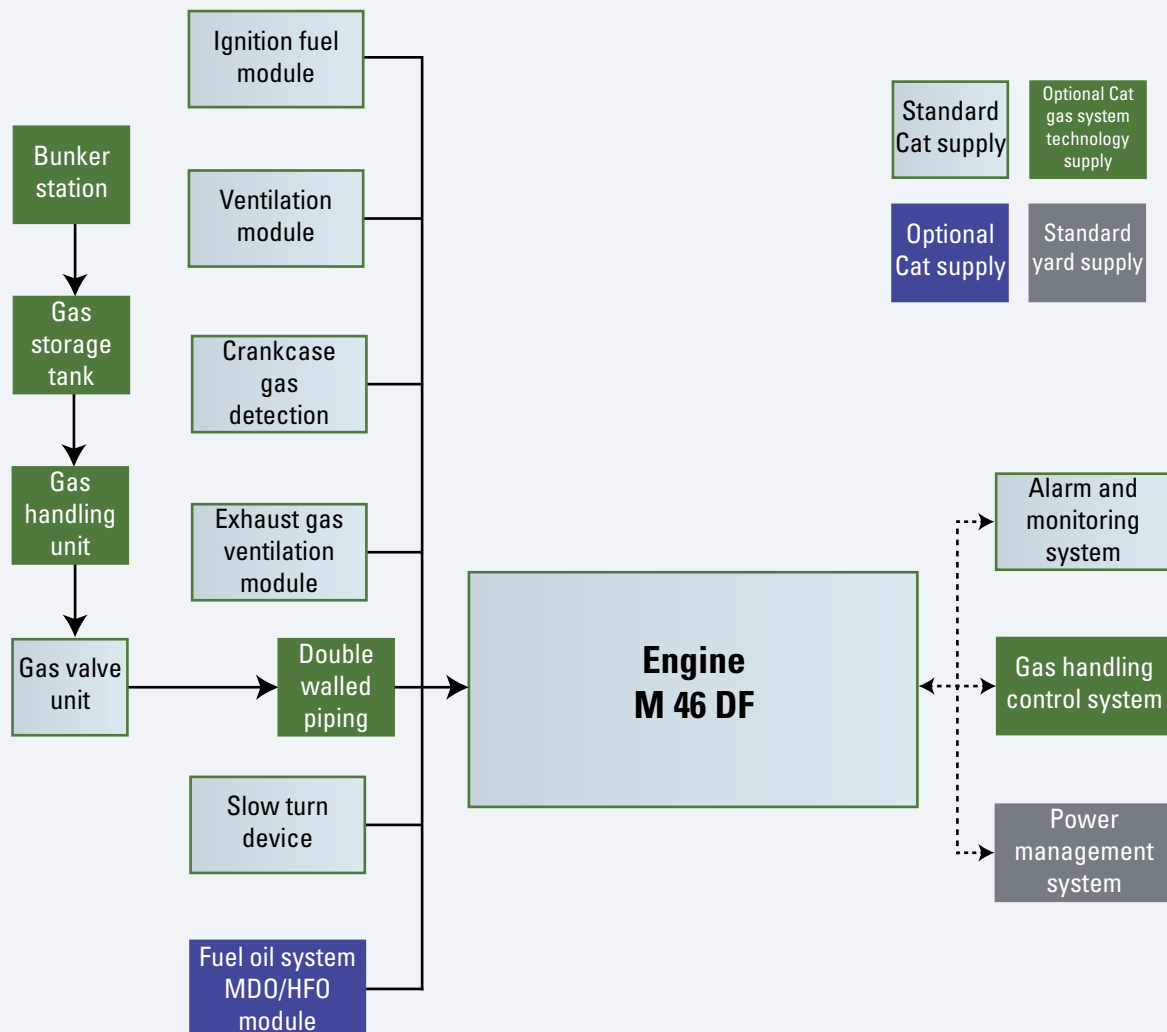 Ignition fuel
module
Bunker
station
Ventilation
module
Gas
storage
tank
Crankcase
gas
detection
Gas
handling
unit
Exhaust gas
ventilation
module
Gas valve
unit
Double
walled
piping
Slow turn
device
Fuel oil system
MDO/HFO
module
Engine
M 46 DF
Standard
Cat supply
Optional Cat
gas system
technology
supply
Optional
Cat supply
Standard
yard supply
Alarm and
monitoring
system
Gas handling
control system
Power
management
system